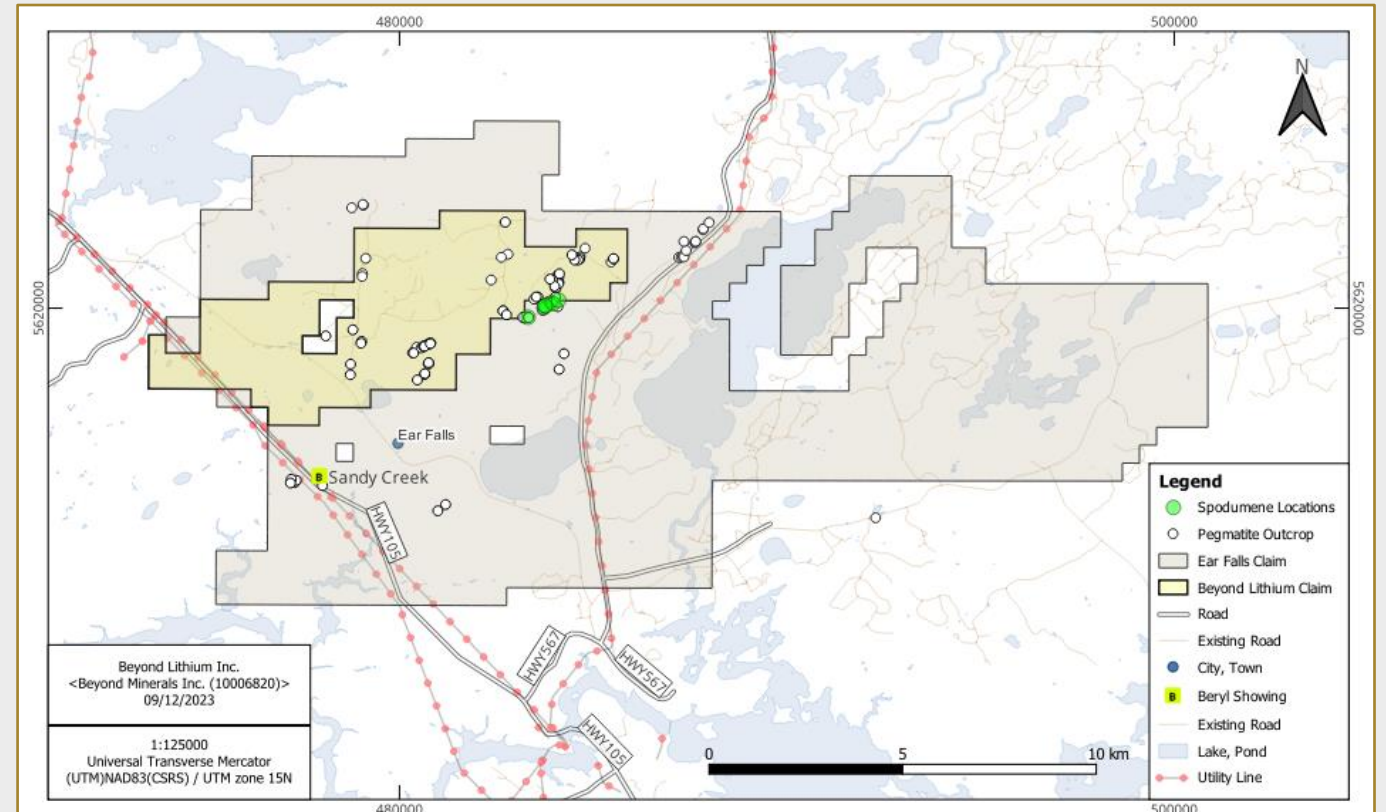 480000
500000
N
5620000
5620000
Ear Falls
B
Sandy Creek
HWY105
HWY567
HWY567
HWY105
Legend
Spodumene Locations
Pegmatite Outcrop
Ear Falls Claim
Beyond Lithium Claim
Road
Existing Road
City, Town
B
Beryl Showing
Existing Road
Lake, Pond
Utility Line
Beyond Lithium Inc.
<Beyond Minerals Inc. (10006820)>
09/12/2023
1:125000
Universal Transverse Mercator
(UTM)NAD83(CSRS) / UTM zone 15N
0 5 10 km
480000
500000